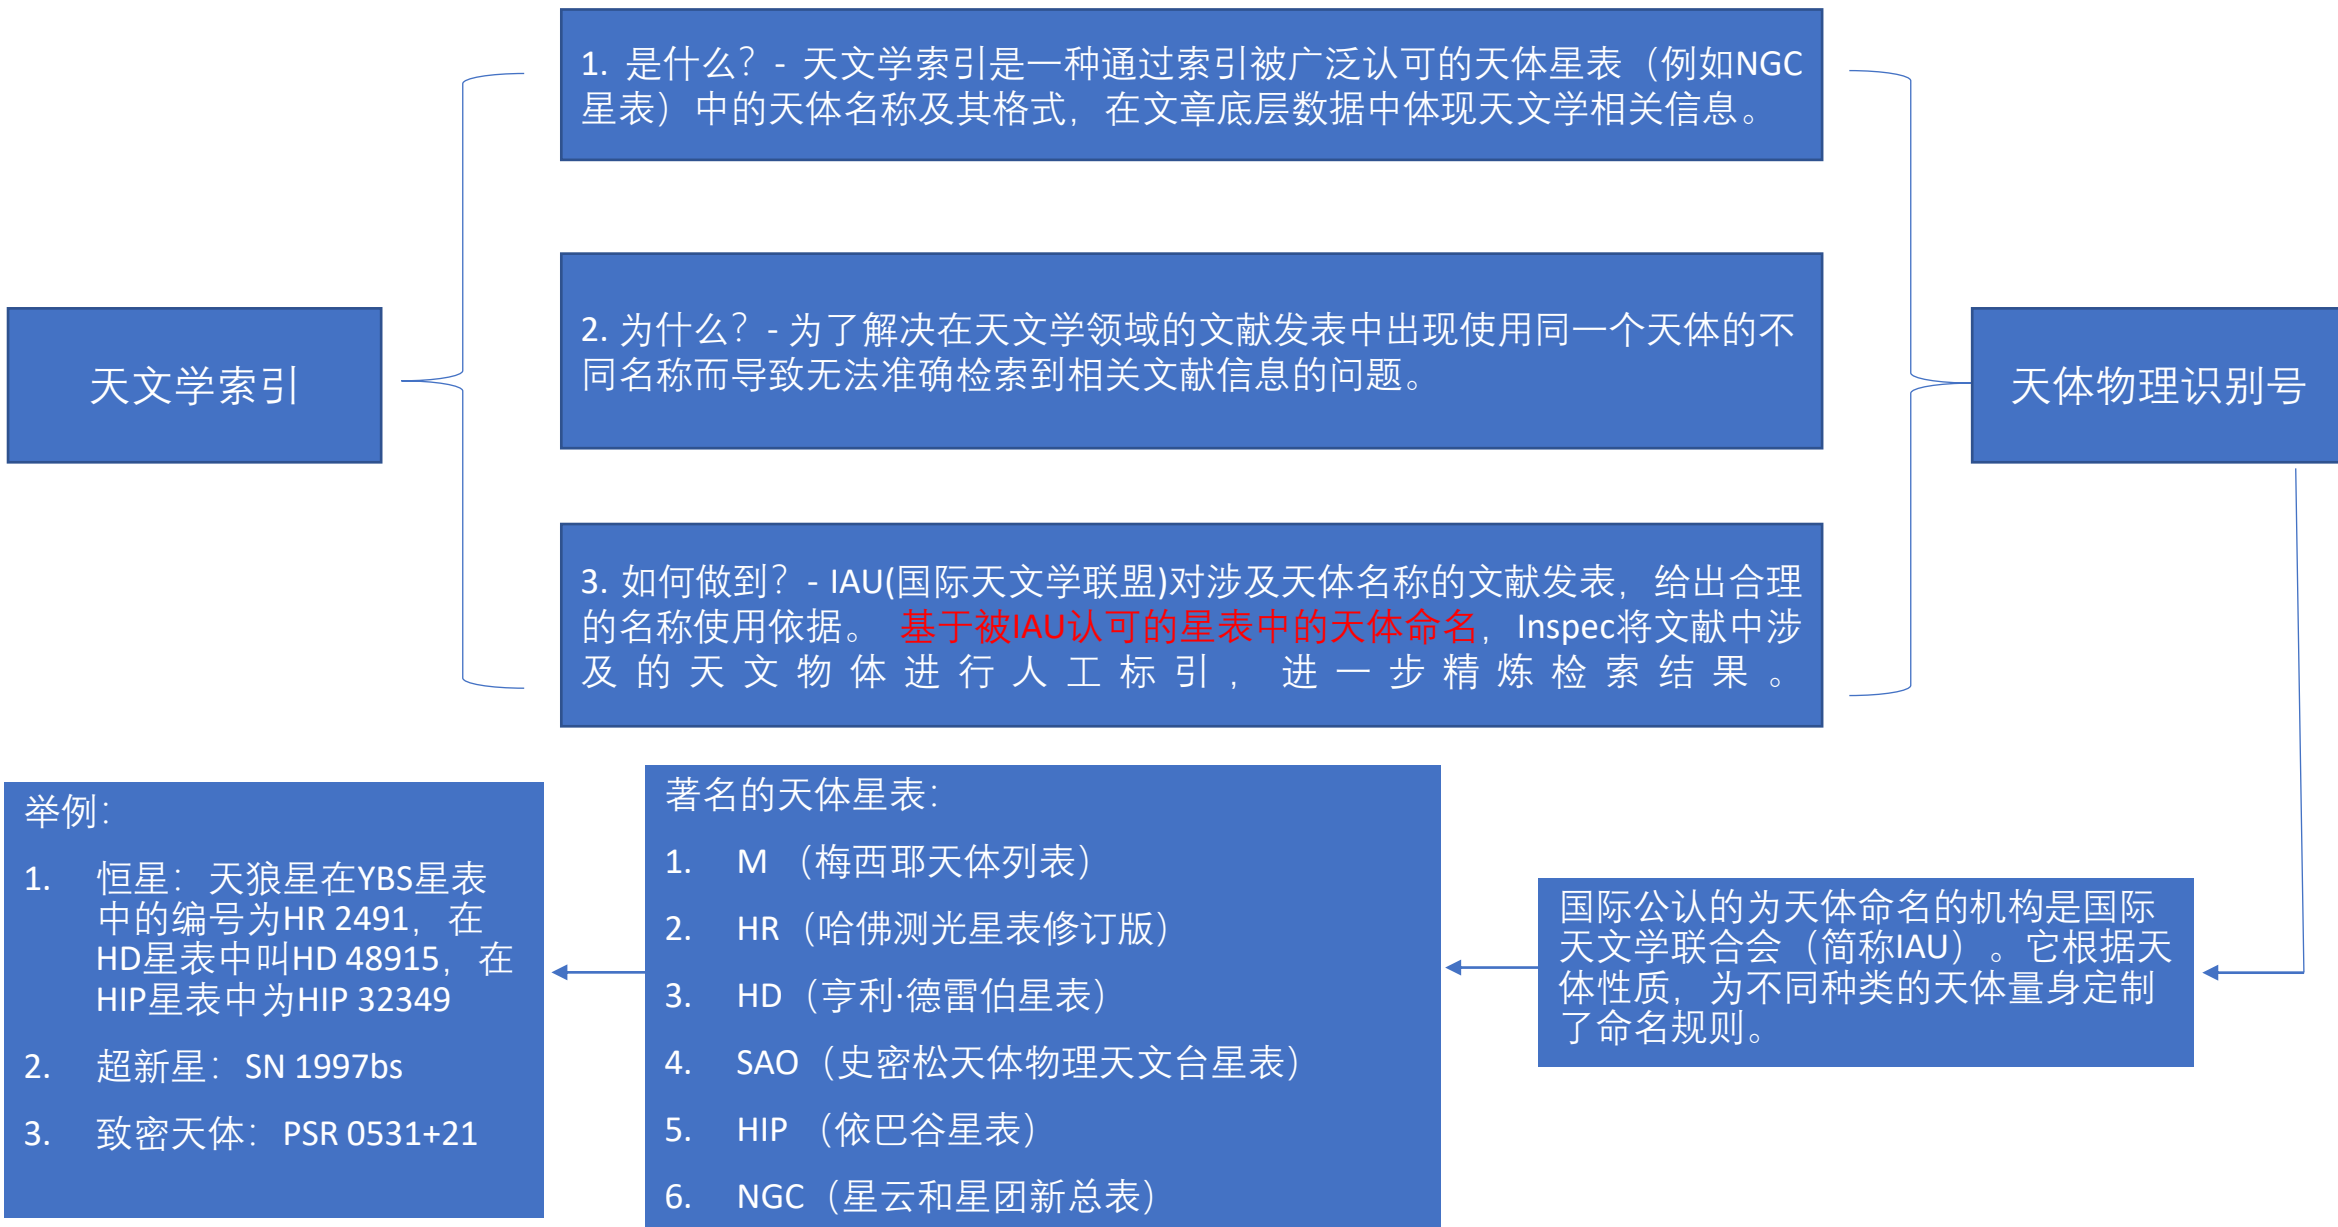 天文学索引
1. 是什么？- 天文学索引是一种通过索引被广泛认可的天体星表（例如NGC
星表）中的天体名称及其格式，在文章底层数据中体现天文学相关信息。
2. 为什么？- 为了解决在天文学领域的文献发表中出现使用同一个天体的不
同名称而导致无法准确检索到相关文献信息的问题。
3. 如何做到？- IAU(国际天文学联盟)对涉及天体名称的文献发表，给出合理
的名称使用依据。 基于被IAU认可的星表中的天体命名，Inspec将文献中涉
及的天文物体进行人工标引，进一步精炼检索结果。
天体物理识别号
国际公认的为天体命名的机构是国际
天文学联合会（简称IAU）。它根据天
体性质，为不同种类的天体量身定制
了命名规则。
著名的天体星表：
1. M （梅西耶天体列表）
2. HR（哈佛测光星表修订版）
3. HD（亨利·德雷伯星表）
4. SAO（史密松天体物理天文台星表）
5. HIP （依巴谷星表）
6. NGC（星云和星团新总表）
举例：
1. 恒星：天狼星在YBS星表
中的编号为HR 2491，在
HD星表中叫HD 48915，在
HIP星表中为HIP 32349
2. 超新星：SN 1997bs
3. 致密天体：PSR 0531+21